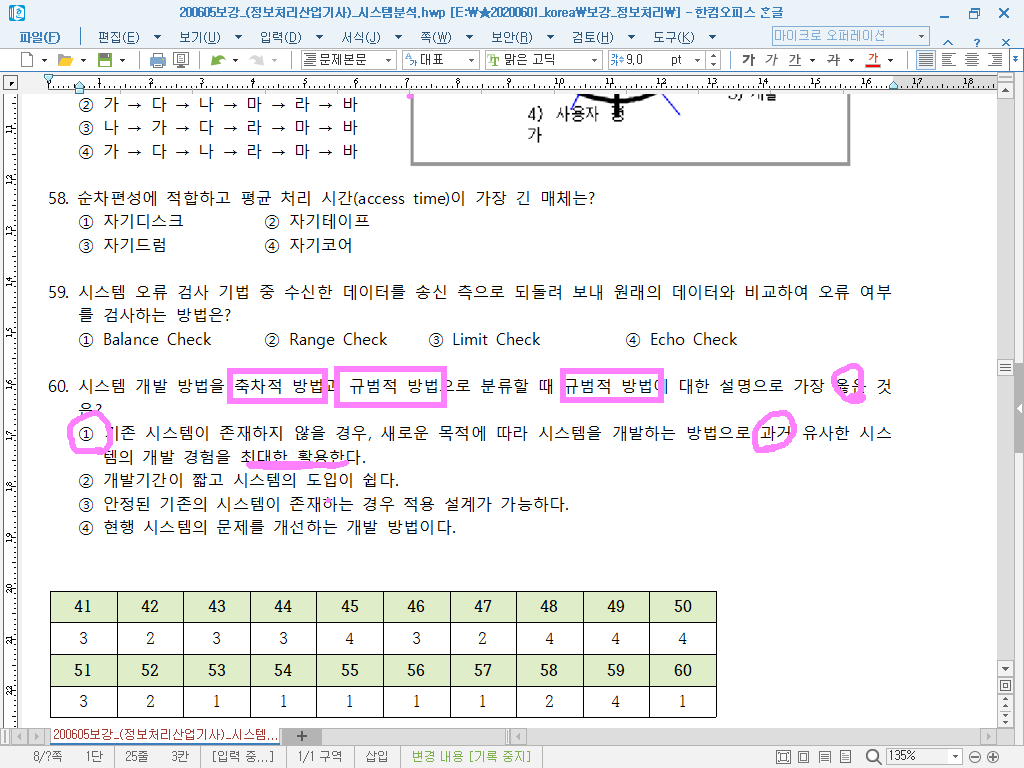 200605보강_(정보처리산업기사)_시스템분석.hwp [E:₩★20200601_korea₩보강_정보처리₩] - 한컴오피스 한글
파일(F) 편집(E) 보기(U) 입력(D) 서식(J) 쪽(W) 보안(R) 검토(H) 도구(K) 마이크로 오퍼레이션
문제본문 대표 맑은 고딕 9,0 pt 가 가 가 가 가
1 2 3 4 5 6 7 8 9 10 11 12 13 14 15 16 17 18
② 가 → 다 → 나 → 마 → 라 → 바
③ 나 → 가 → 다 → 라 → 마 → 바
④ 가 → 다 → 나 → 라 → 마 → 바
4) 사용자 평
가
58. 순차편성에 적합하고 평균 처리 시간(access time)이 가장 긴 매체는?
① 자기디스크 ② 자기테이프
③ 자기드럼 ④ 자기코어
59. 시스템 오류 검사 기법 중 수신한 데이터를 송신 측으로 되돌려 보내 원래의 데이터와 비교하여 오류 여부
를 검사하는 방법은?
① Balance Check ② Range Check ③ Limit Check ④ Echo Check
60. 시스템 개발 방법을 축차적 방법과 규범적 방법으로 분류할 때 규범적 방법에 대한 설명으로 가장 옳은 것
은?
① 기존 시스템이 존재하지 않을 경우, 새로운 목적에 따라 시스템을 개발하는 방법으로 과거 유사한 시스
템의 개발 경험을 최대한 활용한다.
② 개발기간이 짧고 시스템의 도입이 쉽다.
③ 안정된 기존의 시스템이 존재하는 경우 적용 설계가 가능하다.
④ 현행 시스템의 문제를 개선하는 개발 방법이다.
41 42 43 44 45 46 47 48 49 50
3 2 3 3 4 3 2 4 4 4
51 52 53 54 55 56 57 58 59 60
3 2 1 1 1 1 1 2 4 1
200605보강_(정보처리산업기사)_시스템...
8/?쪽 1단 25줄 3칸 [입력 중...] 1/1 구역 삽입 변경 내용 [기록 중지] 135%